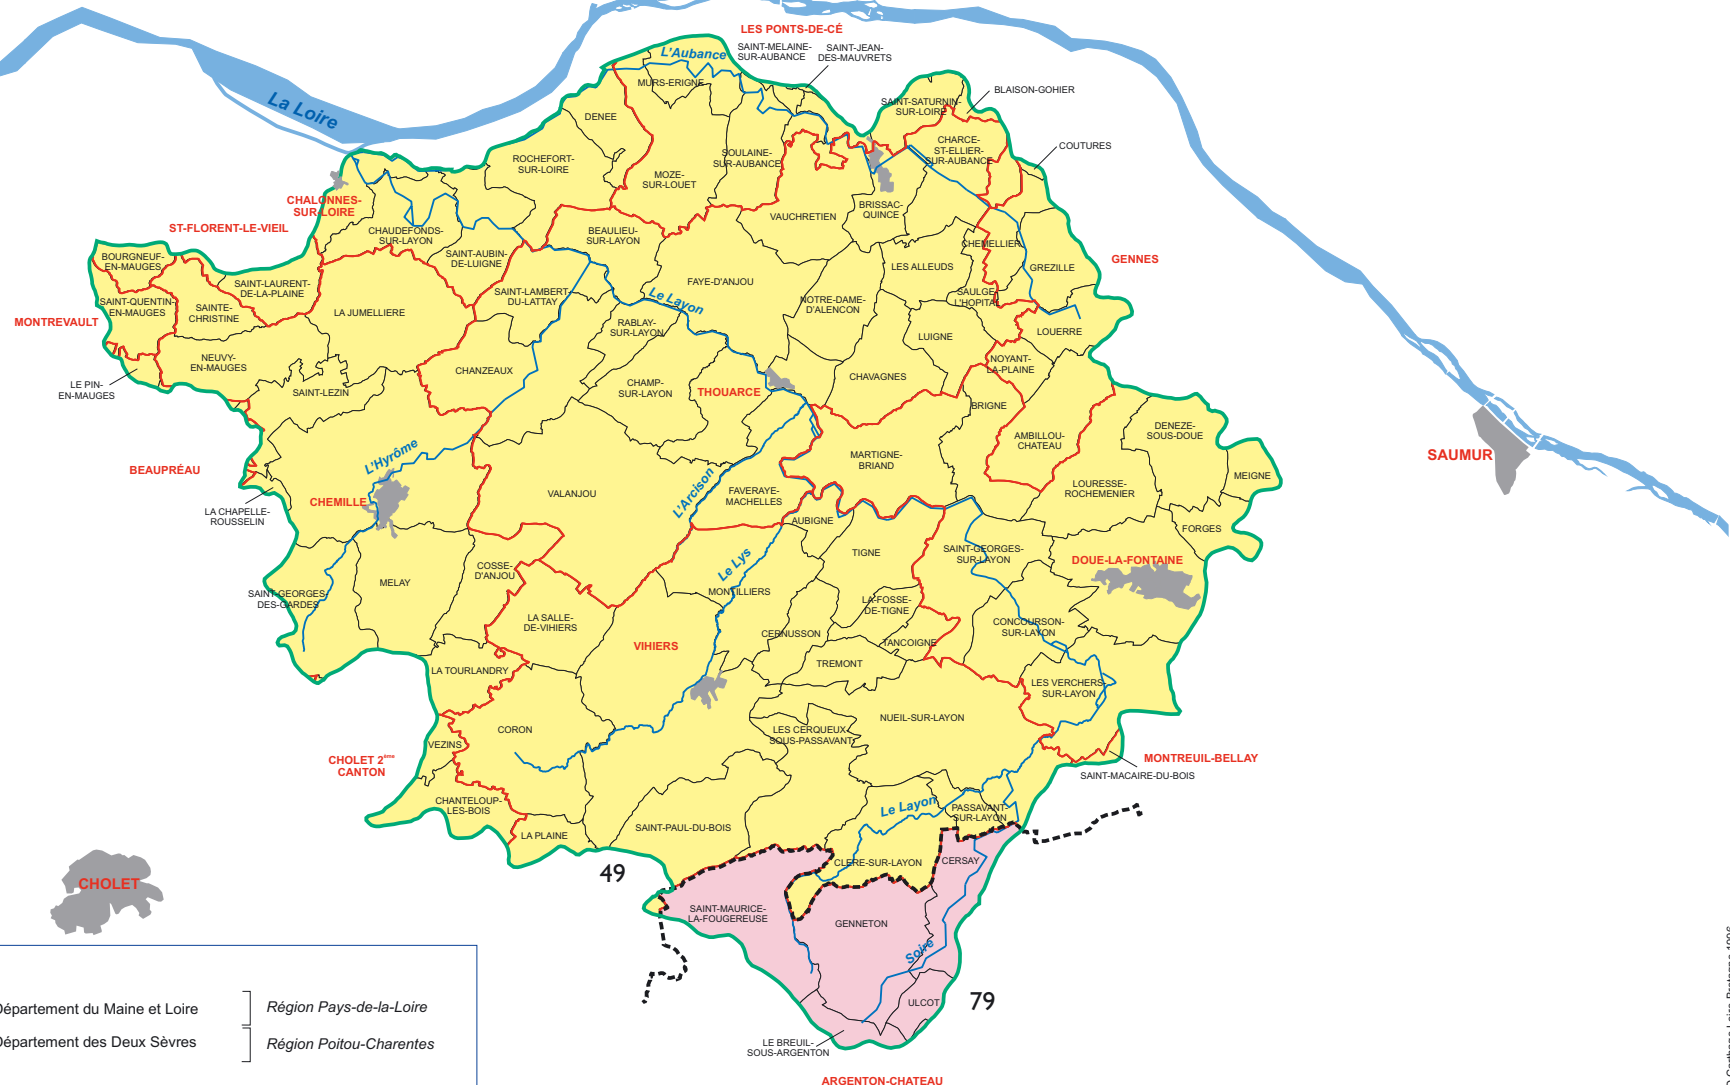 LES PONTS-DE-CÉ
SAINT-MELAINE-
SUR-AUBANCE
SAINT-JEAN-
DES-MAUVRETS
L'Aubance
MURS-ERIGNE
BLAISON-GOHIER
SAINT-SATURNIN-
SUR-LOIRE
La Loire
DENEE
COUTURES
CHARCE-
ST-ELLIER-
SUR-AUBANCE
SOULAINE-
SUR-AUBANCE
ROCHEFORT-
SUR-LOIRE
MOZE-
SUR-LOUET
CHALONNES-
SUR-LOIRE
ST-FLORENT-LE-VIEIL
BRISSAC-
QUINCE
VAUCHRETIEN
CHAUDEFONDS-
SUR-LAYON
BEAULIEU-
SUR-LAYON
CHEMELLIER
GENNES
BOURGNEUF-
EN-MAUGES
SAINT-AUBIN-
DE-LUIGNE
LES ALLEUDS
GREZILLE
FAYE-D'ANJOU
SAINT-LAURENT-
DE-LA-PLAINE
SAINT-LAMBERT-
DU-LATTAY
Le Layon
NOTRE-DAME-
D'ALENCON
SAULGE-
L'HOPITAL
SAINT-QUENTIN-
EN-MAUGES
SAINTE-
CHRISTINE
LA JUMELLIERE
MONTREVAULT
RABLAY-
SUR-LAYON
LUIGNE
LOUERRE
NEUVY-
EN-MAUGES
CHANZEAUX
NOYANT-
LA-PLAINE
LE PIN-
EN-MAUGES
SAINT-LEZIN
CHAMP-
SUR-LAYON
THOUARCE
CHAVAGNES
BRIGNE
DENEZE-
SOUS-DOUE
AMBILLOU-
CHATEAU
SAUMUR
L'Hyrôme
BEAUPRÉAU
MARTIGNE-
BRIAND
MEIGNE
L'Arcison
VALANJOU
FAVERAYE-
MACHELLES
LOURESSE-
ROCHEMENIER
CHEMILLE
LA CHAPELLE-
ROUSSELIN
AUBIGNE
FORGES
TIGNE
SAINT-GEORGES-
SUR-LAYON
DOUE-LA-FONTAINE
Le Lys
COSSE-
D'ANJOU
MELAY
MONTILLIERS
SAINT-GEORGES-
DES-GARDES
LA-FOSSE-
DE-TIGNE
LA SALLE-
DE-VIHIERS
CERNUSSON
CONCOURSON-
SUR-LAYON
VIHIERS
TANCOIGNE
TREMONT
LA TOURLANDRY
LES VERCHERS-
SUR-LAYON
NUEIL-SUR-LAYON
CORON
LES CERQUEUX-
SOUS-PASSAVANT
VEZINS
CHOLET 2ème
CANTON
MONTREUIL-BELLAY
SAINT-MACAIRE-DU-BOIS
CHANTELOUP-
LES-BOIS
Le Layon
PASSAVANT-
SUR-LAYON
SAINT-PAUL-DU-BOIS
LA PLAINE
CLERE-SUR-LAYON
CERSAY
49
CHOLET
SAINT-MAURICE-
LA-FOUGEREUSE
GENNETON
Soire
79
ULCOT
LE BREUIL-
SOUS-ARGENTON
ARGENTON-CHATEAU
Département du Maine et Loire
Région Pays-de-la-Loire
Département des Deux Sèvres
Région Poitou-Charentes